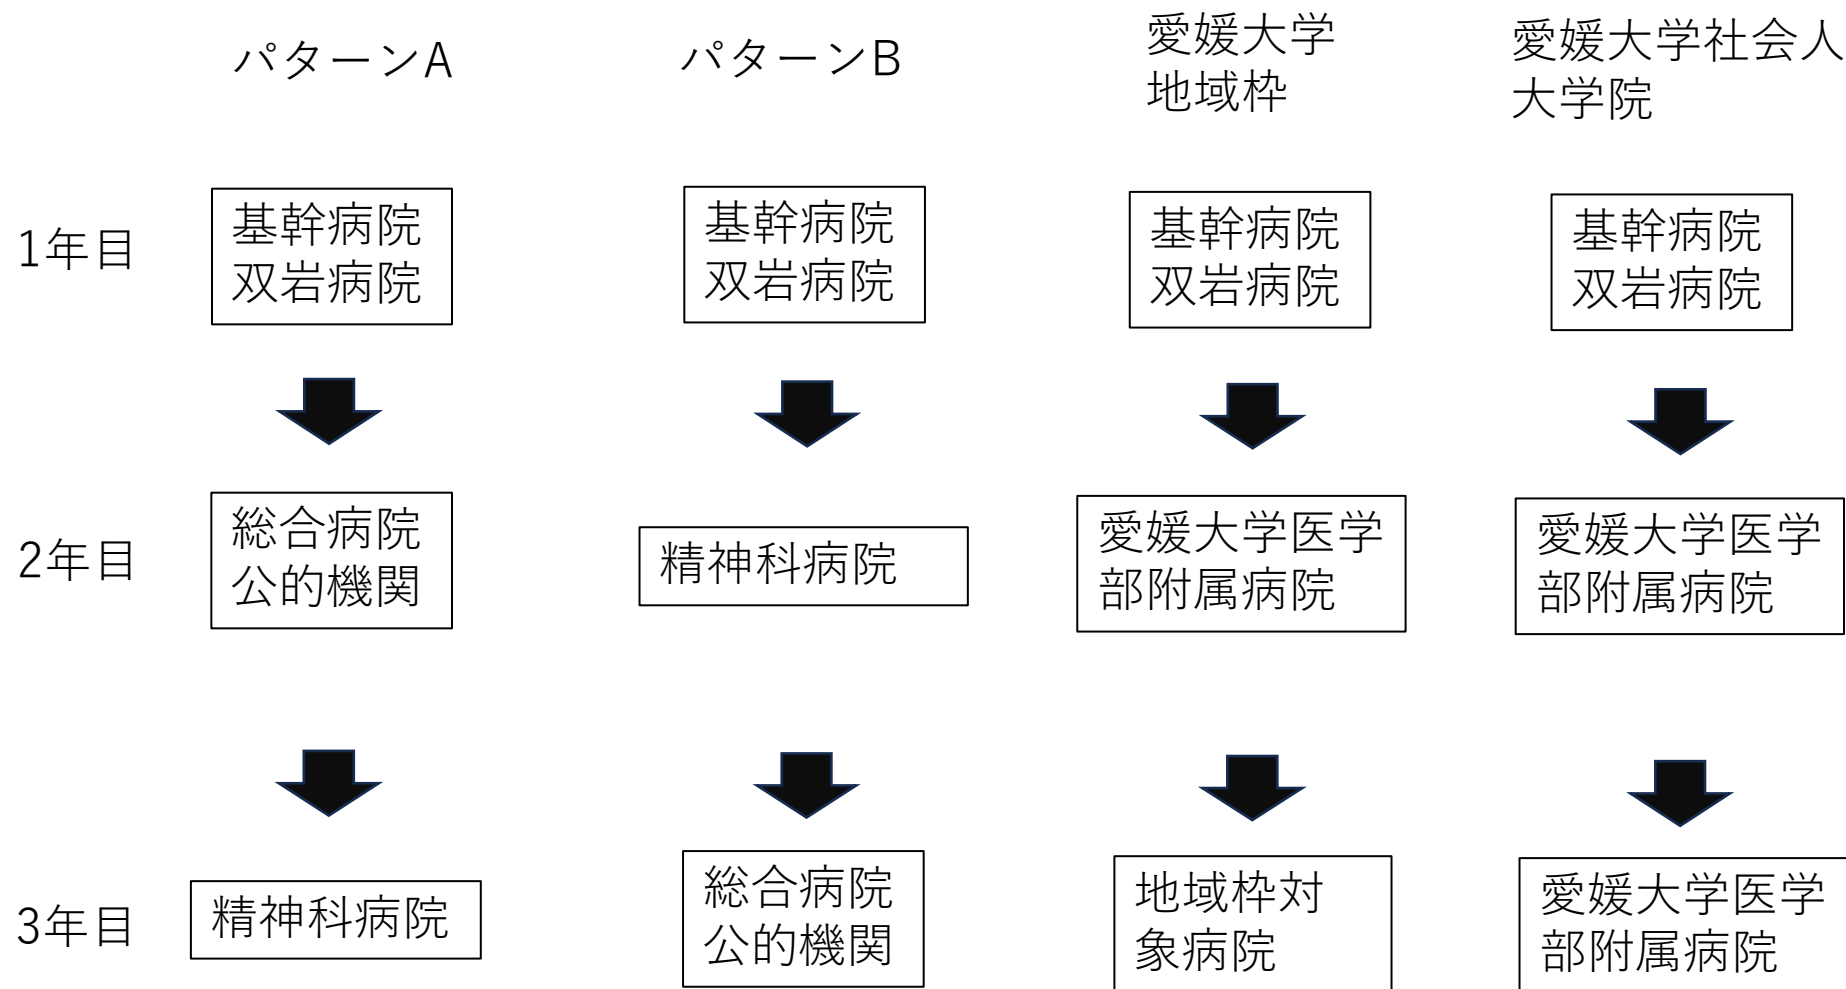 パターンA
パターンB
愛媛大学
地域枠
愛媛大学社会人
大学院
1年目
基幹病院
双岩病院
基幹病院
双岩病院
基幹病院
双岩病院
基幹病院
双岩病院
2年目
総合病院
公的機関
精神科病院
愛媛大学医学
部附属病院
愛媛大学医学
部附属病院
3年目
精神科病院
総合病院
公的機関
地域枠対
象病院
愛媛大学医学
部附属病院